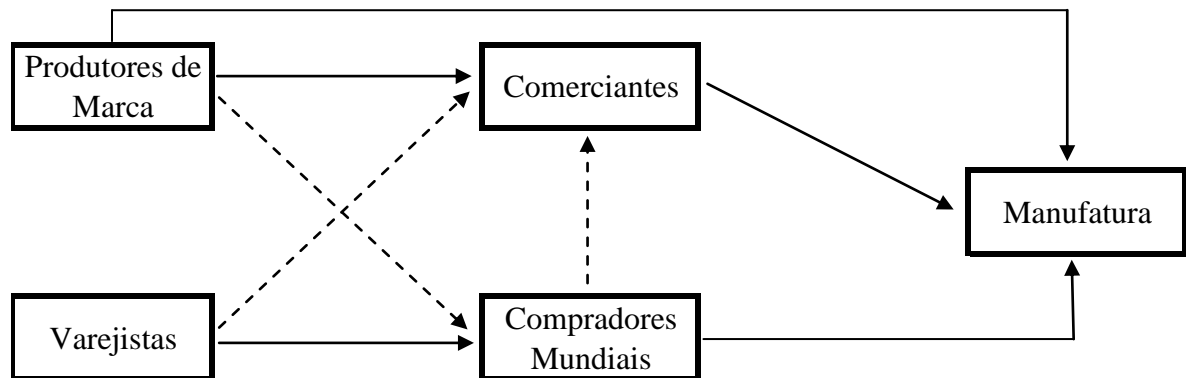 Produtores de
Marca
Comerciantes
Manufatura
Varejistas
Compradores
Mundiais